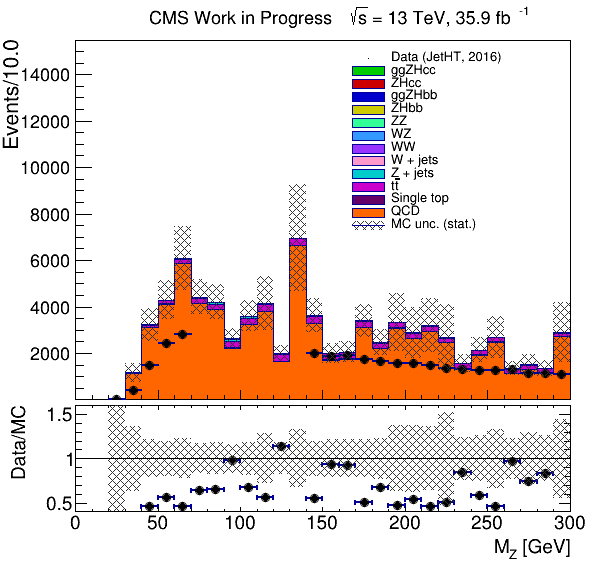 CMS Work in Progress √s = 13 TeV, 35.9 fb -1
Events/10.0
14000
12000
10000
8000
6000
4000
2000
Data (JetHT, 2016)
ggZHcc
ZHcc
ggZHbb
ZHbb
ZZ
WZ
WW
W + jets
Z + jets
tt̄
Single top
QCD
MC unc. (stat.)
Data/MC
1.5
1
0.5
0 50 100 150 200 250 300
M_Z [GeV]